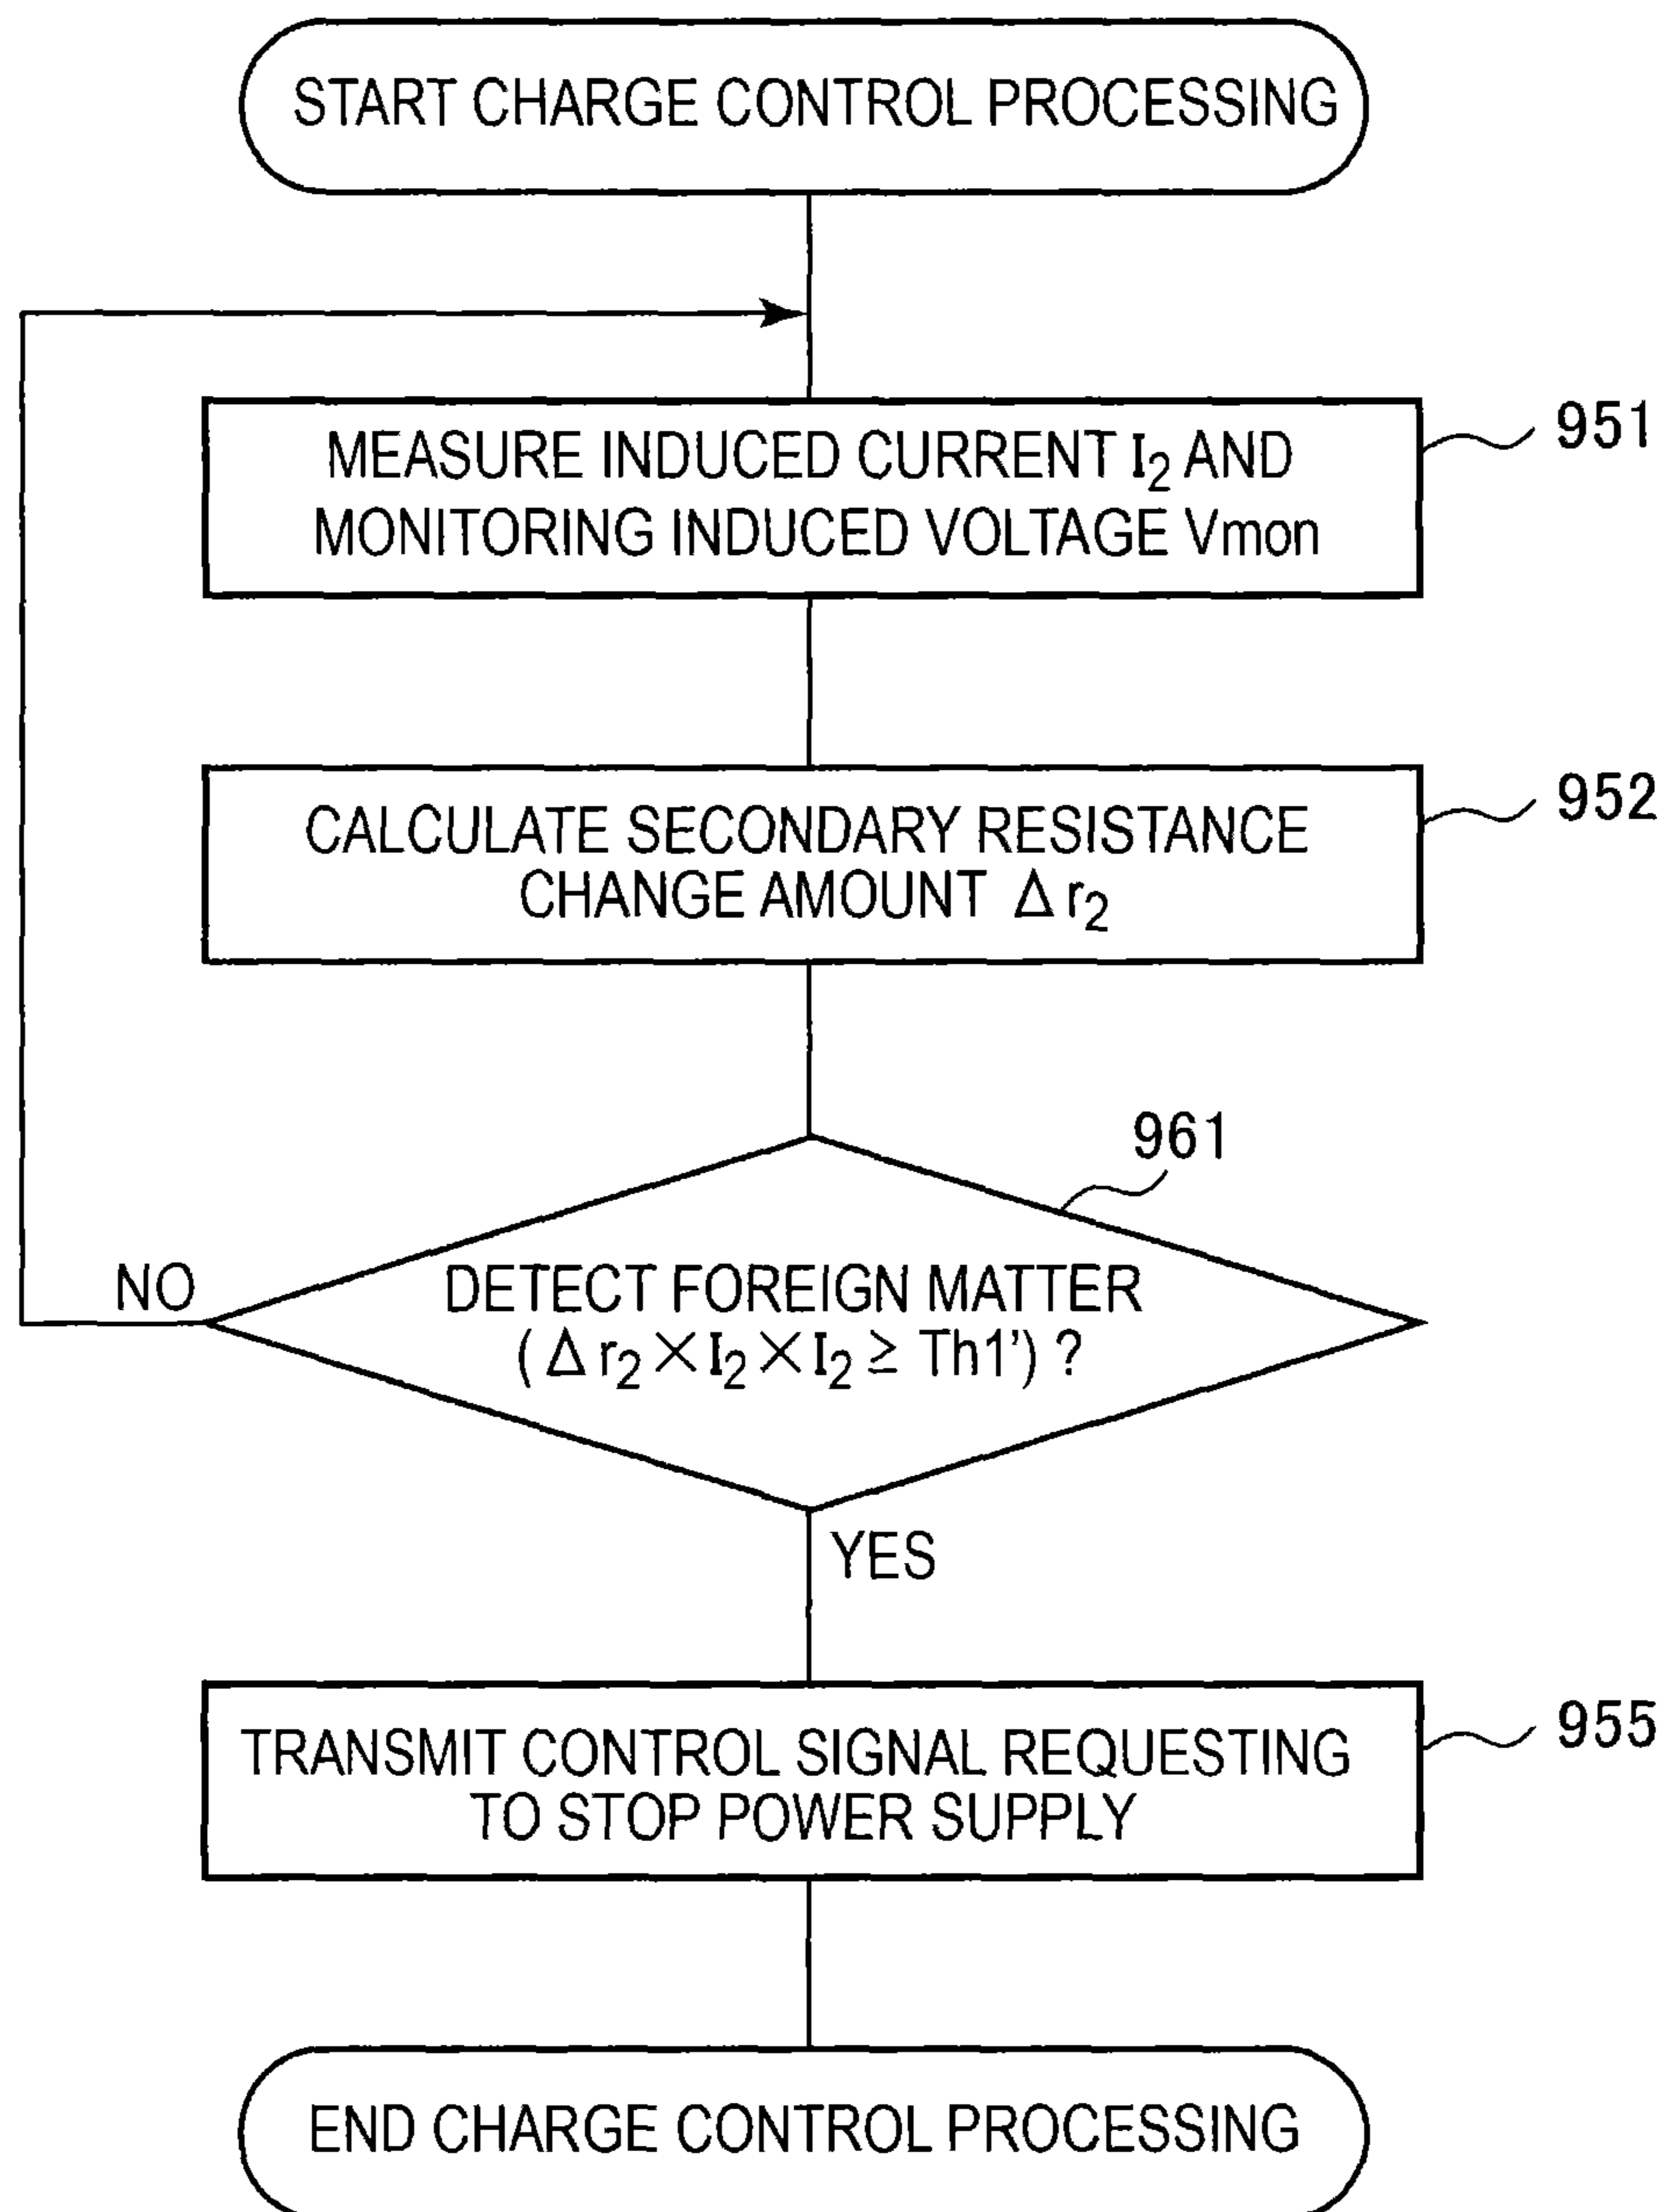 START CHARGE CONTROL PROCESSING
MEASURE INDUCED CURRENT I₂ AND
MONITORING INDUCED VOLTAGE Vmon
951
CALCULATE SECONDARY RESISTANCE
CHANGE AMOUNT Δr₂
952
961
DETECT FOREIGN MATTER
(Δr₂×I₂×I₂≥Th1')?
NO
YES
TRANSMIT CONTROL SIGNAL REQUESTING
TO STOP POWER SUPPLY
955
END CHARGE CONTROL PROCESSING